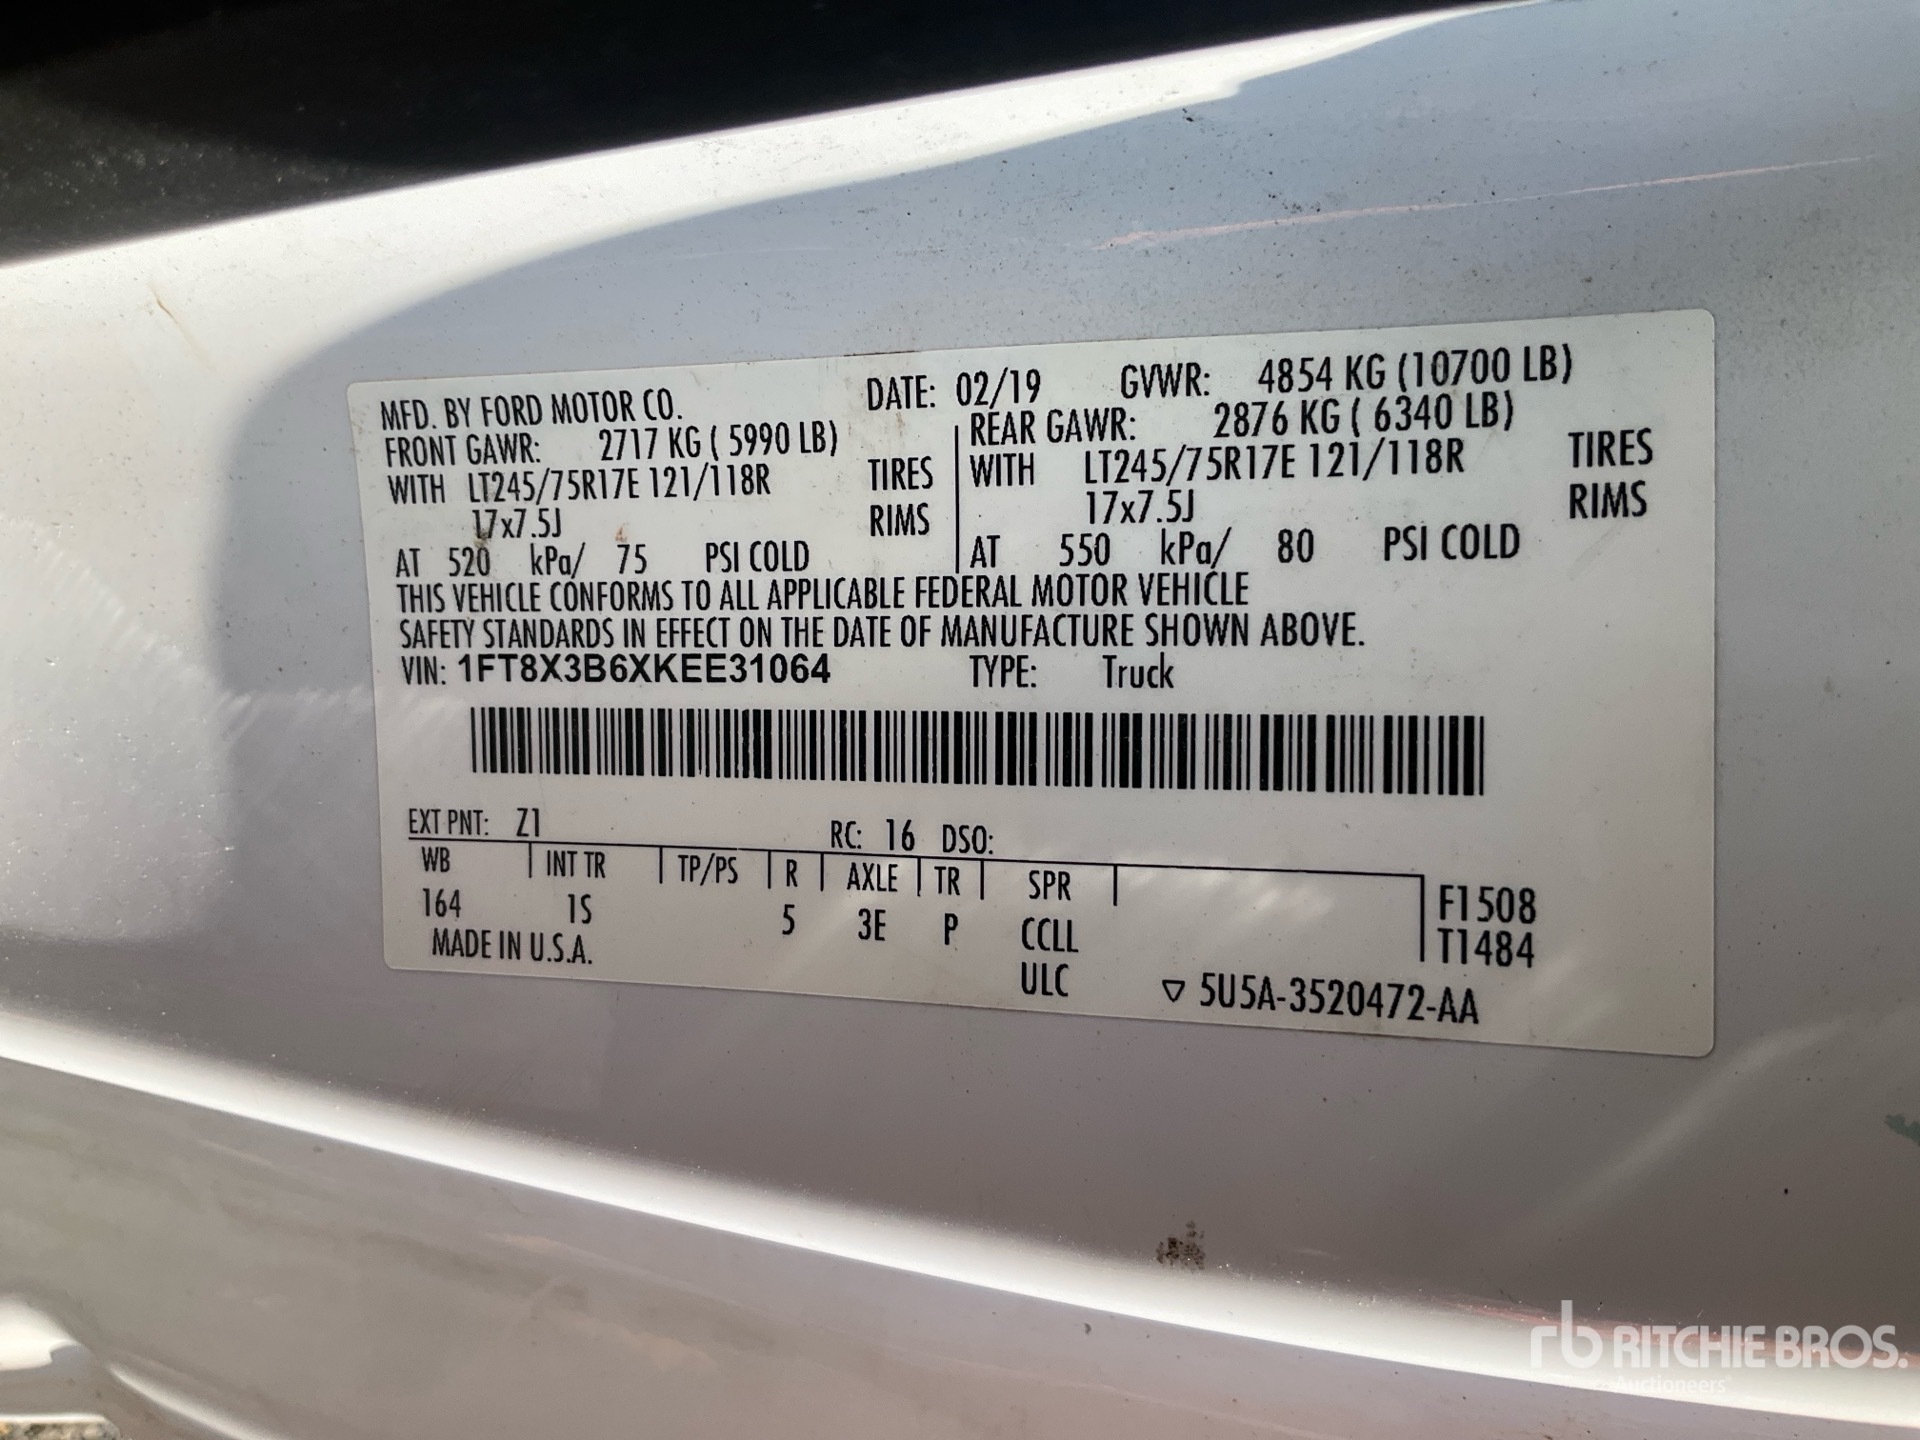 MFD. BY FORD MOTOR CO. DATE: 02/19 GVWR: 4854 KG (10700 LB)
FRONT GAWR: 2717 KG ( 5990 LB) REAR GAWR: 2876 KG ( 6340 LB)
WITH LT245/75R17E 121/118R TIRES WITH LT245/75R17E 121/118R TIRES
17x7.5J RIMS 17x7.5J RIMS
AT 520 kPa/ 75 PSI COLD AT 550 kPa/ 80 PSI COLD
THIS VEHICLE CONFORMS TO ALL APPLICABLE FEDERAL MOTOR VEHICLE
SAFETY STANDARDS IN EFFECT ON THE DATE OF MANUFACTURE SHOWN ABOVE.
VIN: 1FT8X3B6XKEE31064 TYPE: Truck
EXT PNT: Z1 RC: 16 DSO:
WB INT TR TP/PS R AXLE TR SPR F1508
164 1S 5 3E P CCLL T1484
MADE IN U.S.A. ULC ▽ 5U5A-3520472-AA
rb RITCHIE BROS.
Auctioneers